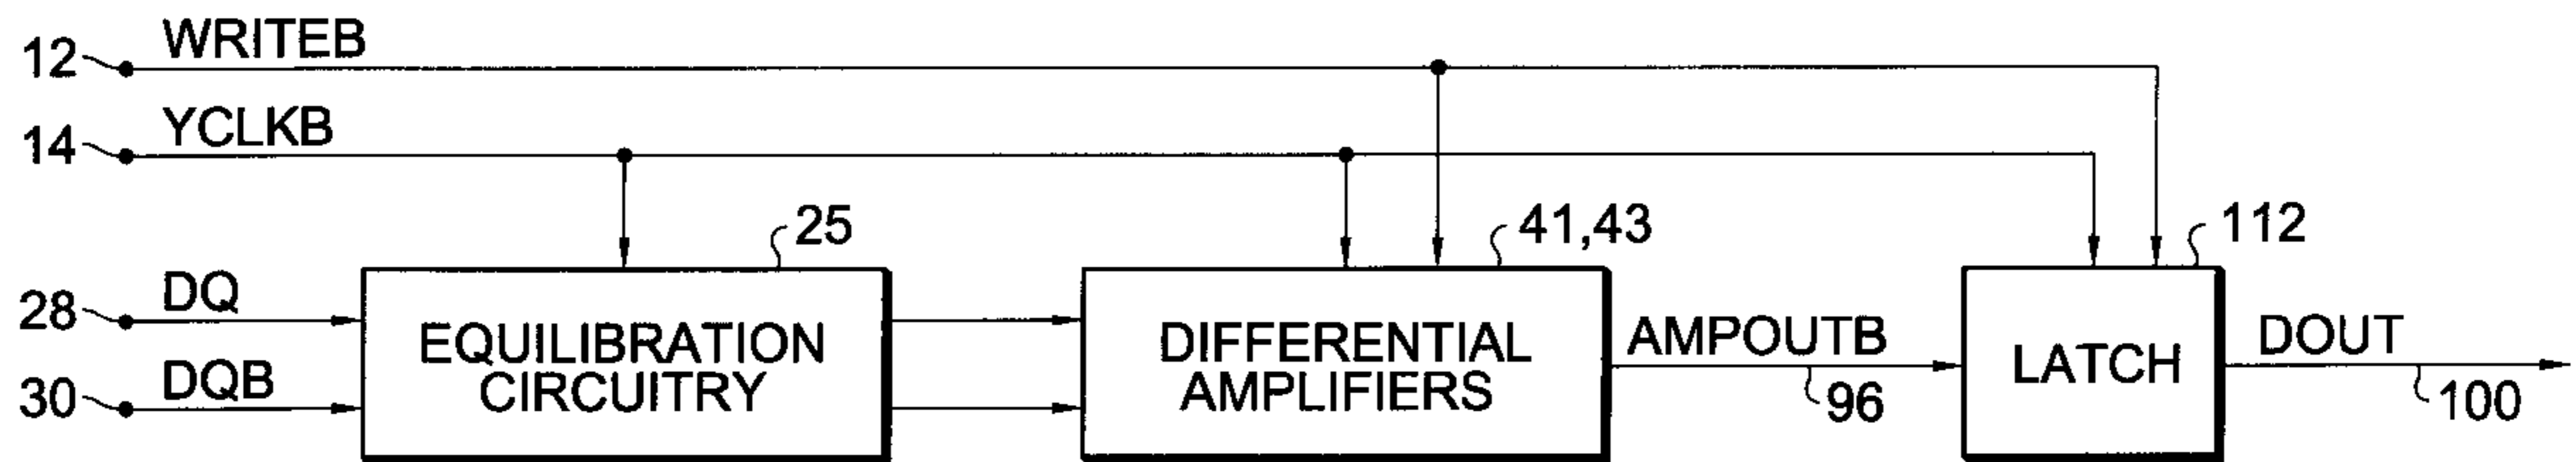 12 WRITEB
14 YCLKB
25
41,43
112
28 DQ
30 DQB
EQUILIBRATION
CIRCUITRY
DIFFERENTIAL
AMPLIFIERS
AMPOUTB
96
LATCH
DOUT
100